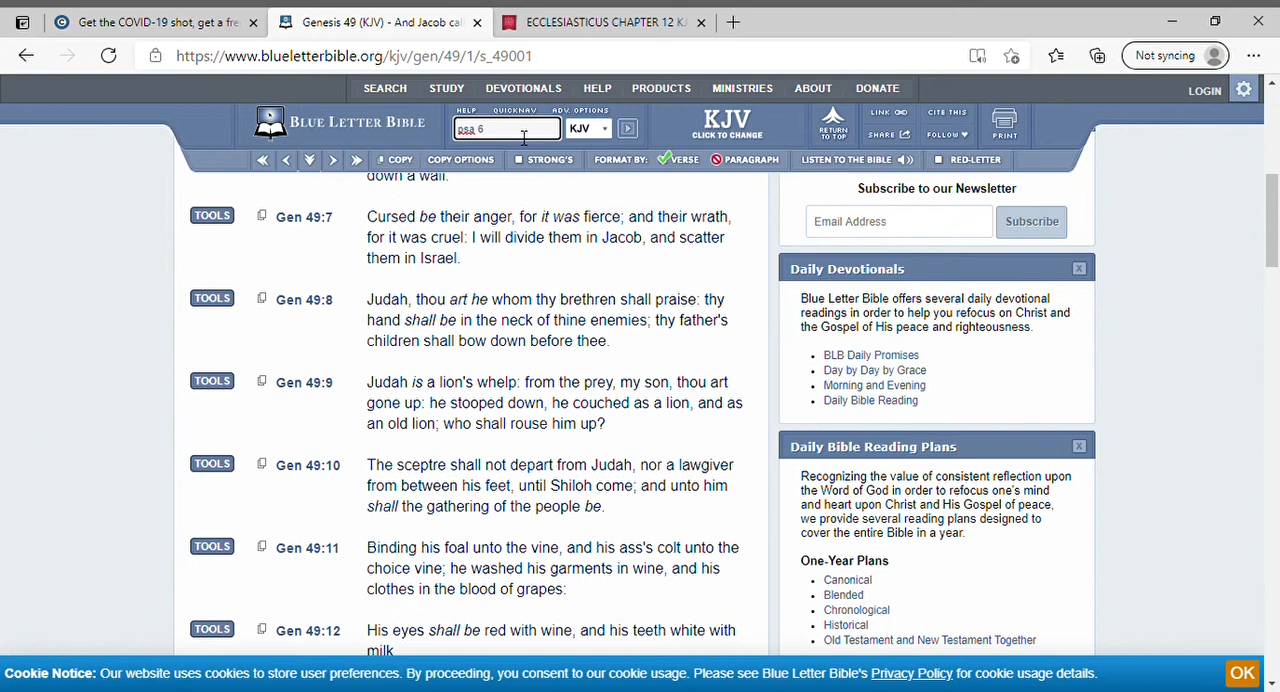 Get the COVID-19 shot, get a fre
Genesis 49 (KJV) - And Jacob cal
ECCLESIASTICUS CHAPTER 12 KJ
https://www.blueletterbible.org/kjv/gen/49/1/s_49001
Not syncing
SEARCH STUDY DEVOTIONALS HELP PRODUCTS MINISTRIES ABOUT DONATE
LOGIN
BLUE LETTER BIBLE
HELP QUICKNAV ADV. OPTIONS
psa 6
KJV
KJV
CLICK TO CHANGE
RETURN TO TOP
LINK
CITE THIS
SHARE
FOLLOW
PRINT
COPY COPY OPTIONS STRONG'S FORMAT BY: VERSE PARAGRAPH LISTEN TO THE BIBLE RED-LETTER
down a wall.
TOOLS Gen 49:7 Cursed be their anger, for it was fierce; and their wrath,
for it was cruel: I will divide them in Jacob, and scatter
them in Israel.
TOOLS Gen 49:8 Judah, thou art he whom thy brethren shall praise: thy
hand shall be in the neck of thine enemies; thy father's
children shall bow down before thee.
TOOLS Gen 49:9 Judah is a lion's whelp: from the prey, my son, thou art
gone up: he stooped down, he couched as a lion, and as
an old lion; who shall rouse him up?
TOOLS Gen 49:10 The sceptre shall not depart from Judah, nor a lawgiver
from between his feet, until Shiloh come; and unto him
shall the gathering of the people be.
TOOLS Gen 49:11 Binding his foal unto the vine, and his ass's colt unto the
choice vine; he washed his garments in wine, and his
clothes in the blood of grapes:
TOOLS Gen 49:12 His eyes shall be red with wine, and his teeth white with
milk
Subscribe to our Newsletter
Email Address Subscribe
Daily Devotionals X
Blue Letter Bible offers several daily devotional
readings in order to help you refocus on Christ and
the Gospel of His peace and righteousness.
BLB Daily Promises
Day by Day by Grace
Morning and Evening
Daily Bible Reading
Daily Bible Reading Plans X
Recognizing the value of consistent reflection upon
the Word of God in order to refocus one's mind
and heart upon Christ and His Gospel of peace,
we provide several reading plans designed to
cover the entire Bible in a year.
One-Year Plans
Canonical
Blended
Chronological
Historical
Old Testament and New Testament Together
Cookie Notice: Our website uses cookies to store user preferences. By proceeding, you consent to our cookie usage. Please see Blue Letter Bible's Privacy Policy for cookie usage details.
OK